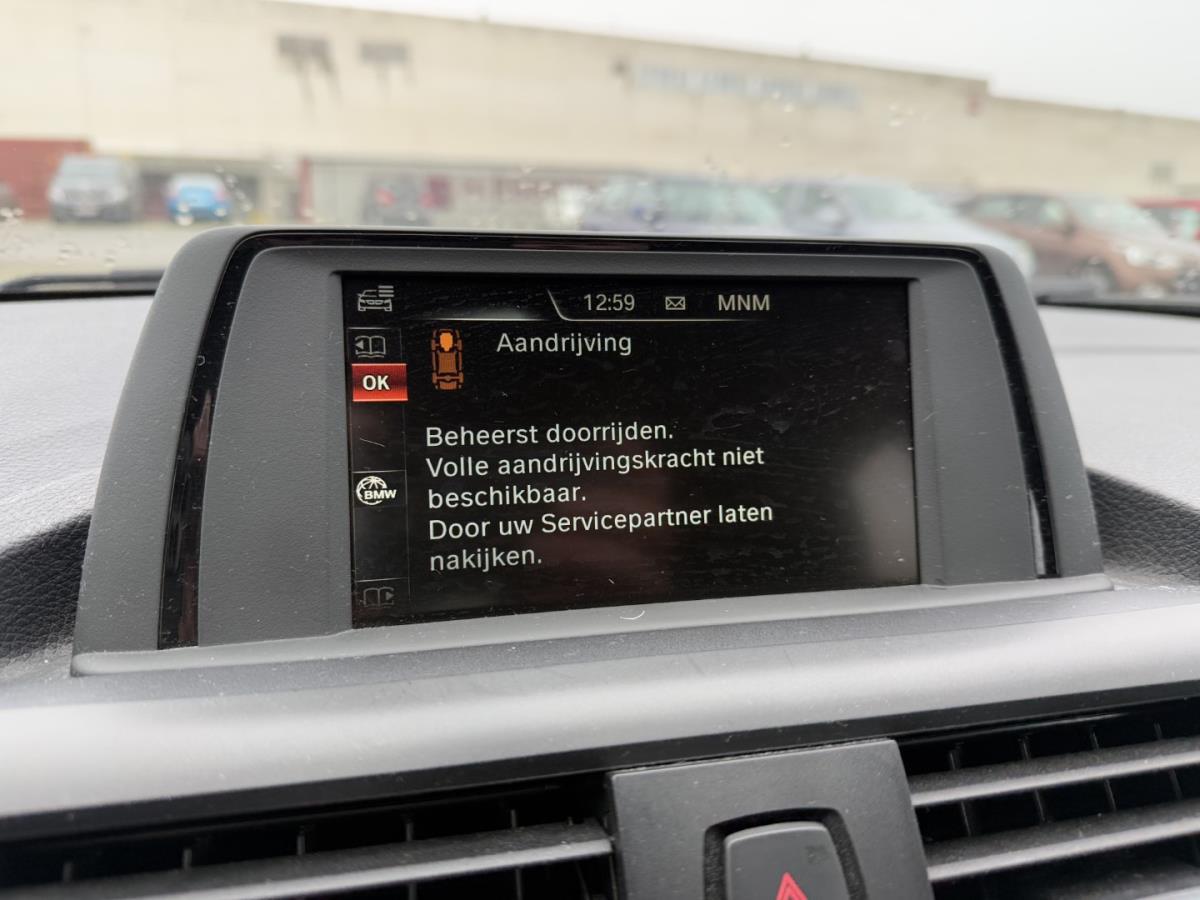 12:59 MNM
Aandrijving
OK
Beheerst doorrijden.
Volle aandrijvingskracht niet
beschikbaar.
BMW
Door uw Servicepartner laten
nakijken.